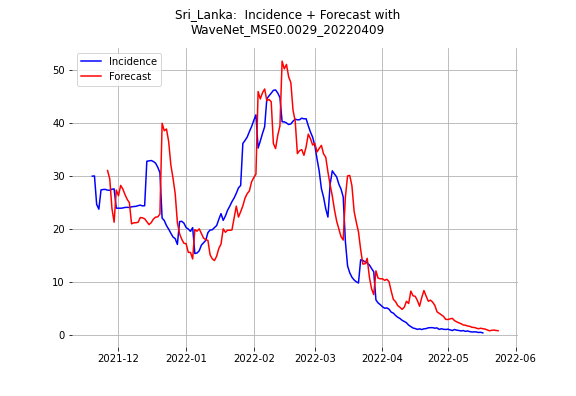 Sri_Lanka: Incidence + Forecast with
WaveNet_MSE0.0029_20220409
Incidence
Forecast
50
40
30
20
10
0
2021-12 2022-01 2022-02 2022-03 2022-04 2022-05 2022-06